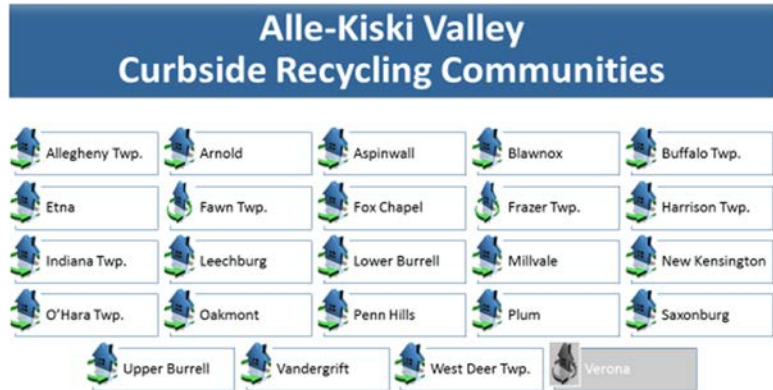 Alle-Kiski Valley
Curbside Recycling Communities
Allegheny Twp.
Arnold
Aspinwall
Blawnox
Buffalo Twp.
Etna
Fawn Twp.
Fox Chapel
Frazer Twp.
Harrison Twp.
Indiana Twp.
Leechburg
Lower Burrell
Millvale
New Kensington
O'Hara Twp.
Oakmont
Penn Hills
Plum
Saxonburg
Upper Burrell
Vandergrift
West Deer Twp.
Verona